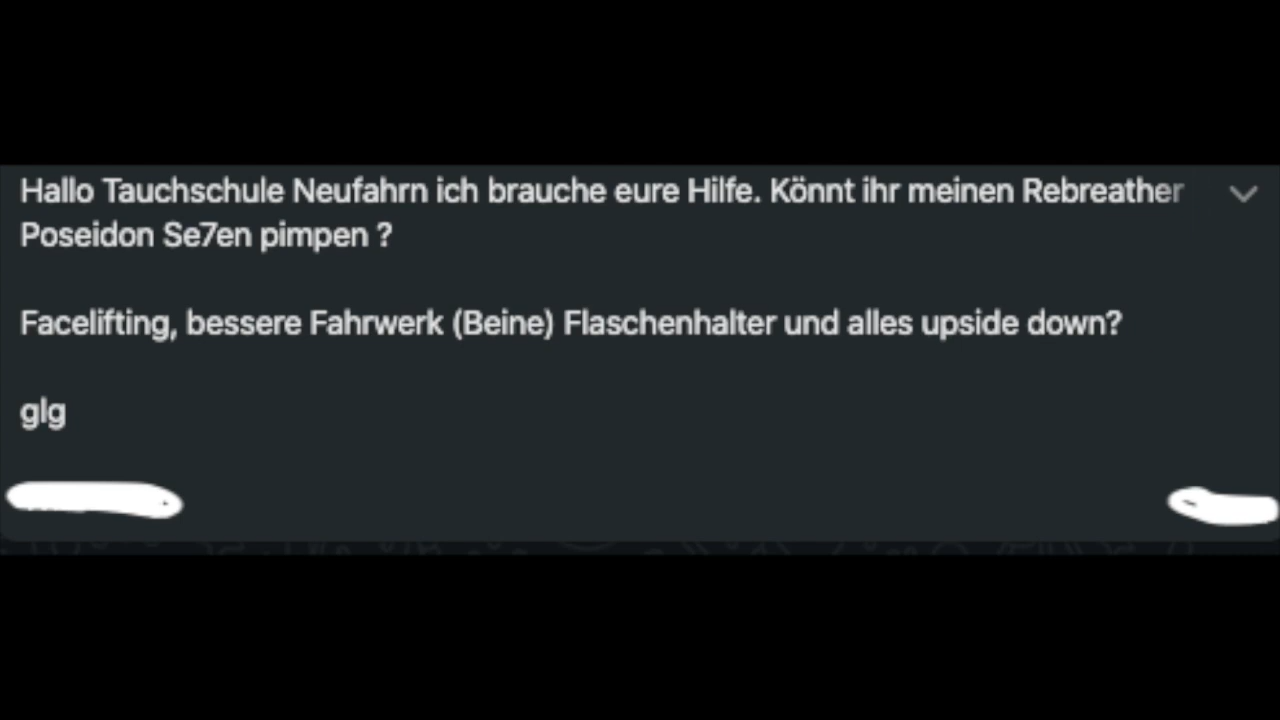 Hallo Tauchschule Neufahrn ich brauche eure Hilfe. Könnt ihr meinen Rebreather
Poseidon Se7en pimpen ?
Facelifting, bessere Fahrwerk (Beine) Flaschenhalter und alles upside down?
glg